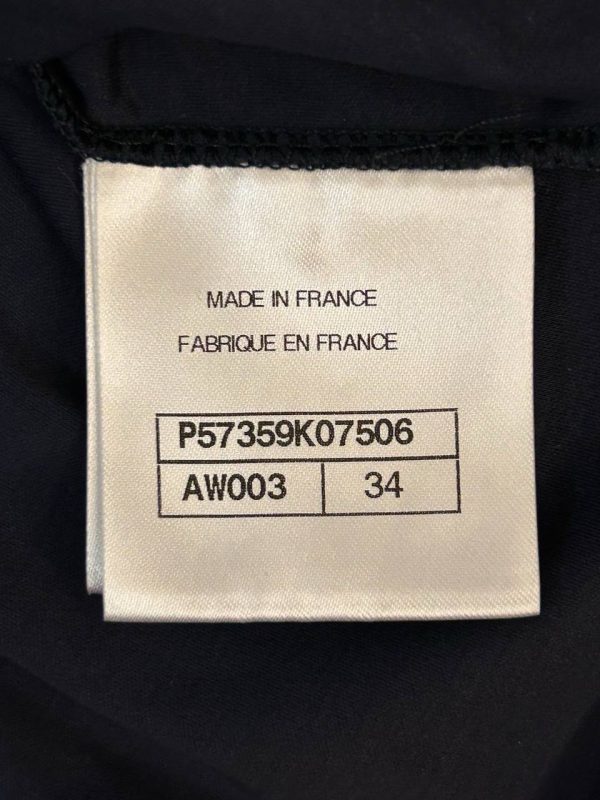 MADE IN FRANCE
FABRIQUE EN FRANCE
P57359K07506
AW003 34